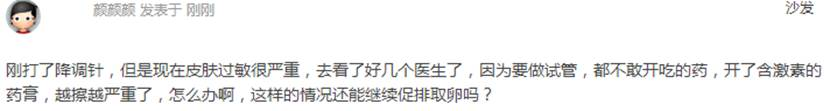 颜颜颜 发表于 刚刚
沙发
刚打了降调针，但是现在皮肤过敏很严重，去看了好几个医生了，因为要做试管，都不敢开吃的药，开了含激素的
药膏，越擦越严重了，怎么办啊，这样的情况还能继续促排取卵吗？